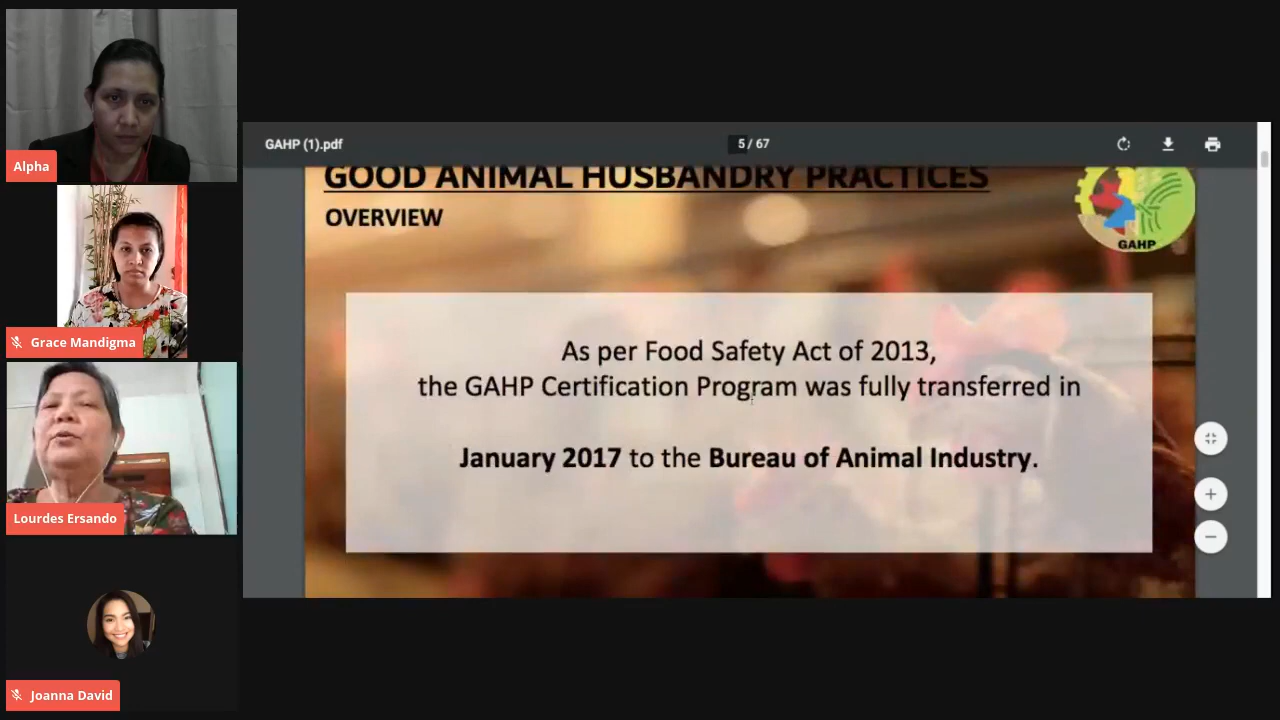 Alpha
Grace Mandigma
Lourdes Ersando
Joanna David
GAHP (1).pdf
5 / 67
GOOD ANIMAL HUSBANDRY PRACTICES
OVERVIEW
GAHP
As per Food Safety Act of 2013,
the GAHP Certification Program was fully transferred in
January 2017 to the Bureau of Animal Industry.